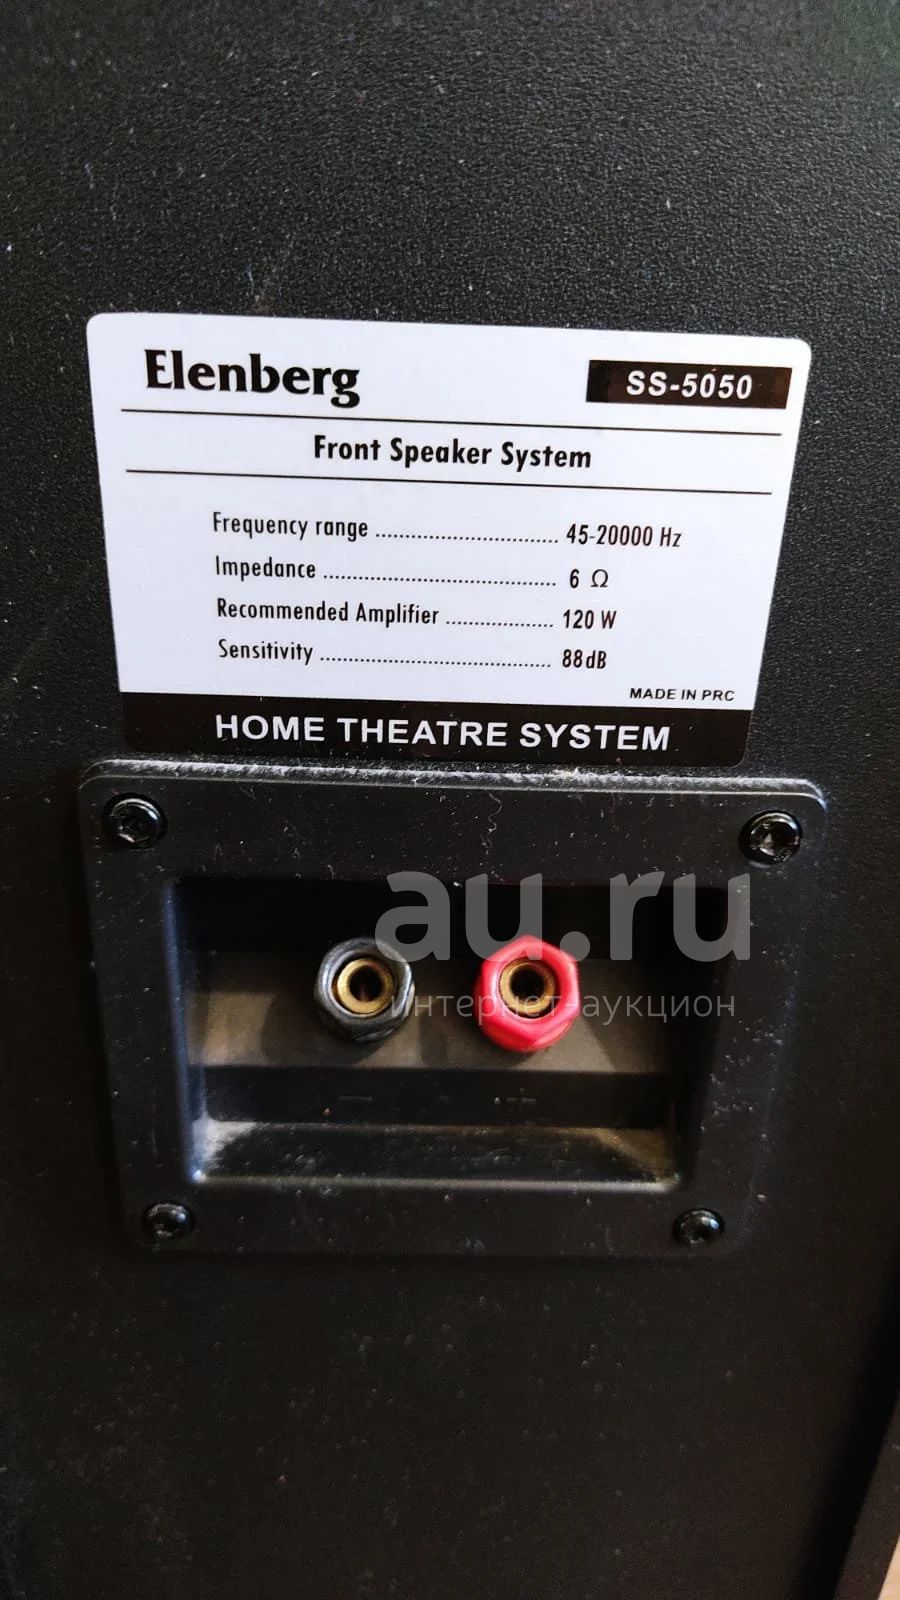 Elenberg
SS-5050
Front Speaker System
Frequency range .............................. 45-20000 Hz
Impedance ...................................... 6 Ω
Recommended Amplifier .................. 120 W
Sensitivity ...................................... 88dB
MADE IN PRC
HOME THEATRE SYSTEM
au.ru
интернет-аукцион
- +